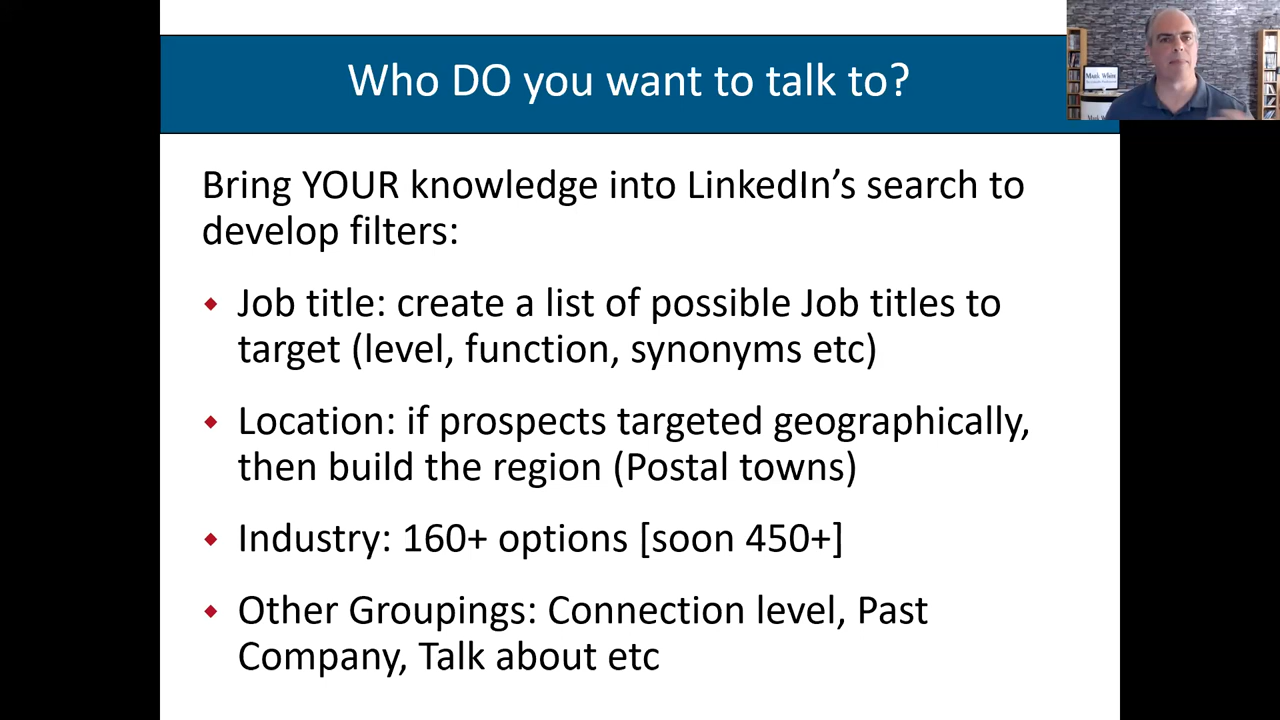 Who DO you want to talk to?
Mark White
Bring YOUR knowledge into LinkedIn’s search to
develop filters:
Job title: create a list of possible Job titles to
target (level, function, synonyms etc)
Location: if prospects targeted geographically,
then build the region (Postal towns)
Industry: 160+ options [soon 450+]
Other Groupings: Connection level, Past
Company, Talk about etc